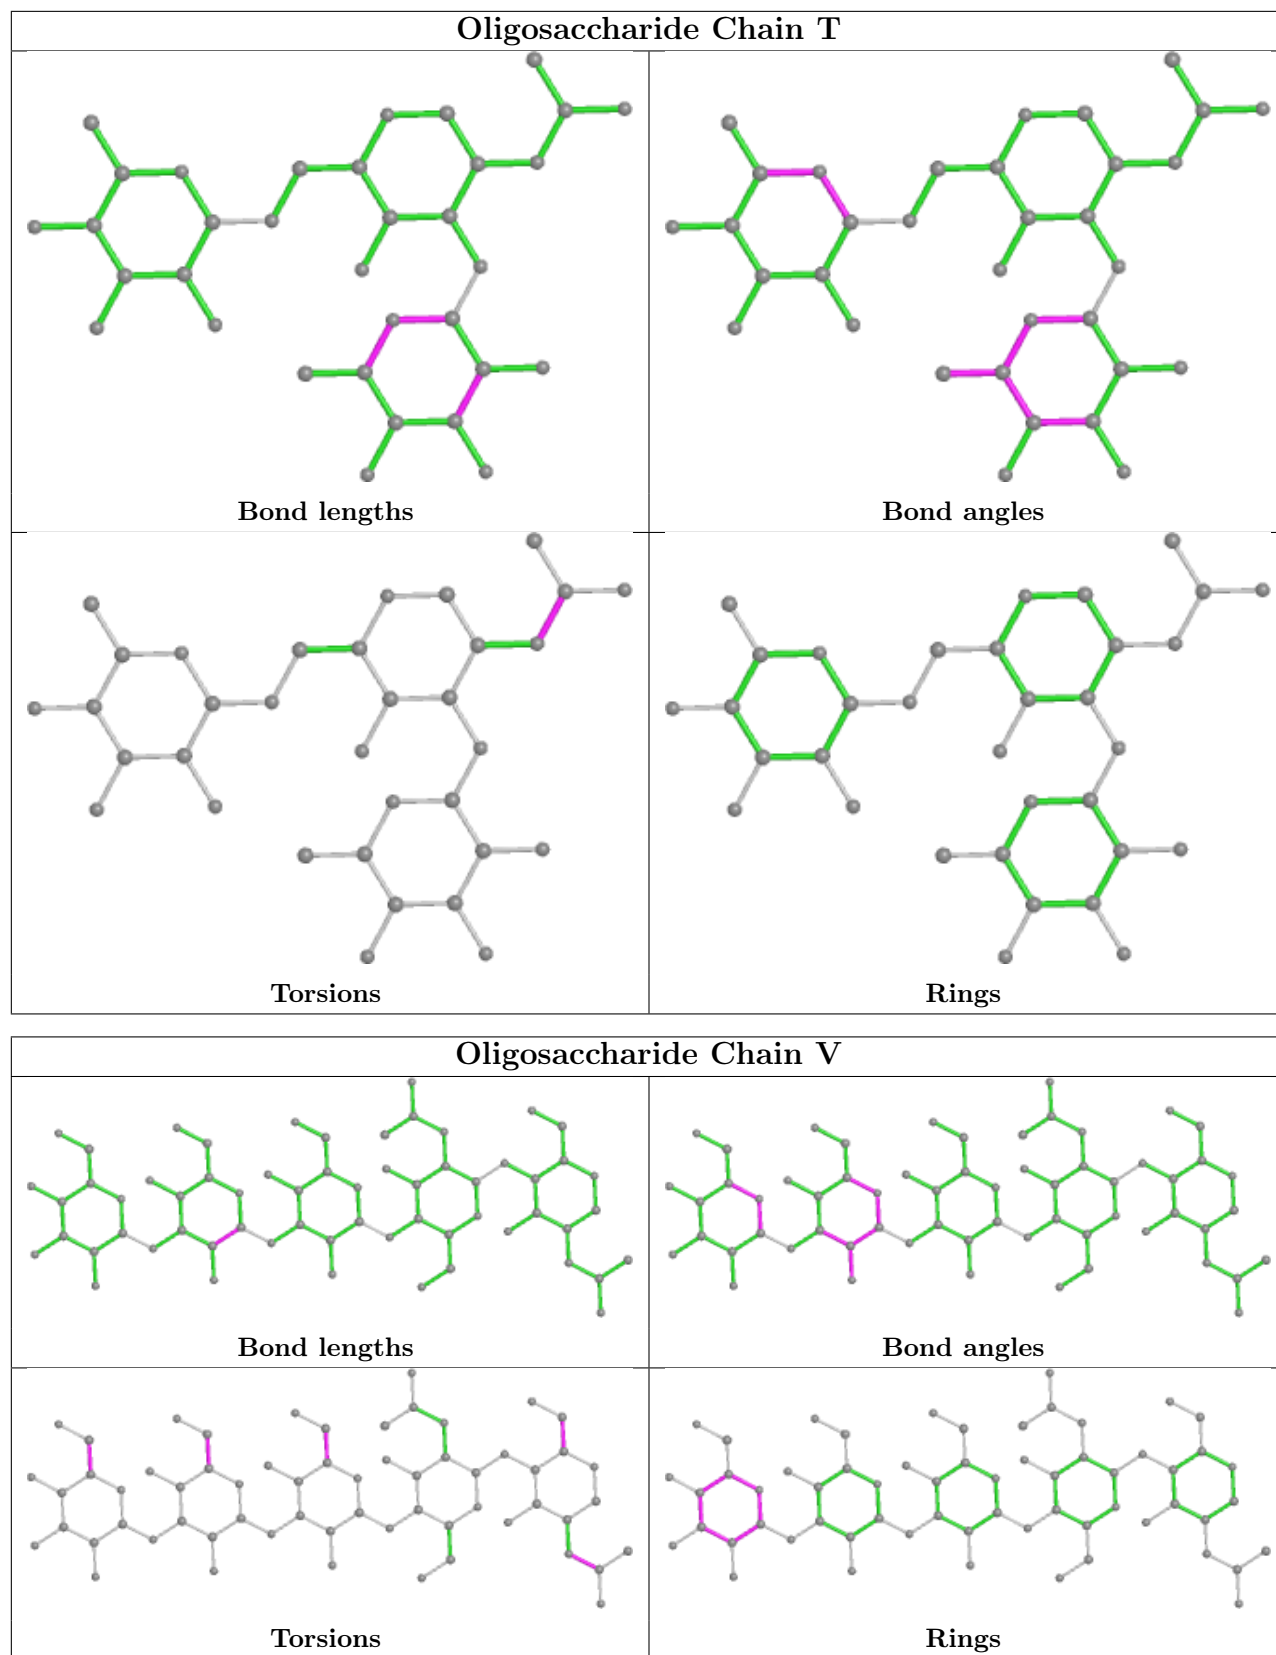 Oligosaccharide Chain T
Bond lengths
Bond angles
Torsions
Rings
Oligosaccharide Chain V
Bond lengths
Bond angles
Torsions
Rings